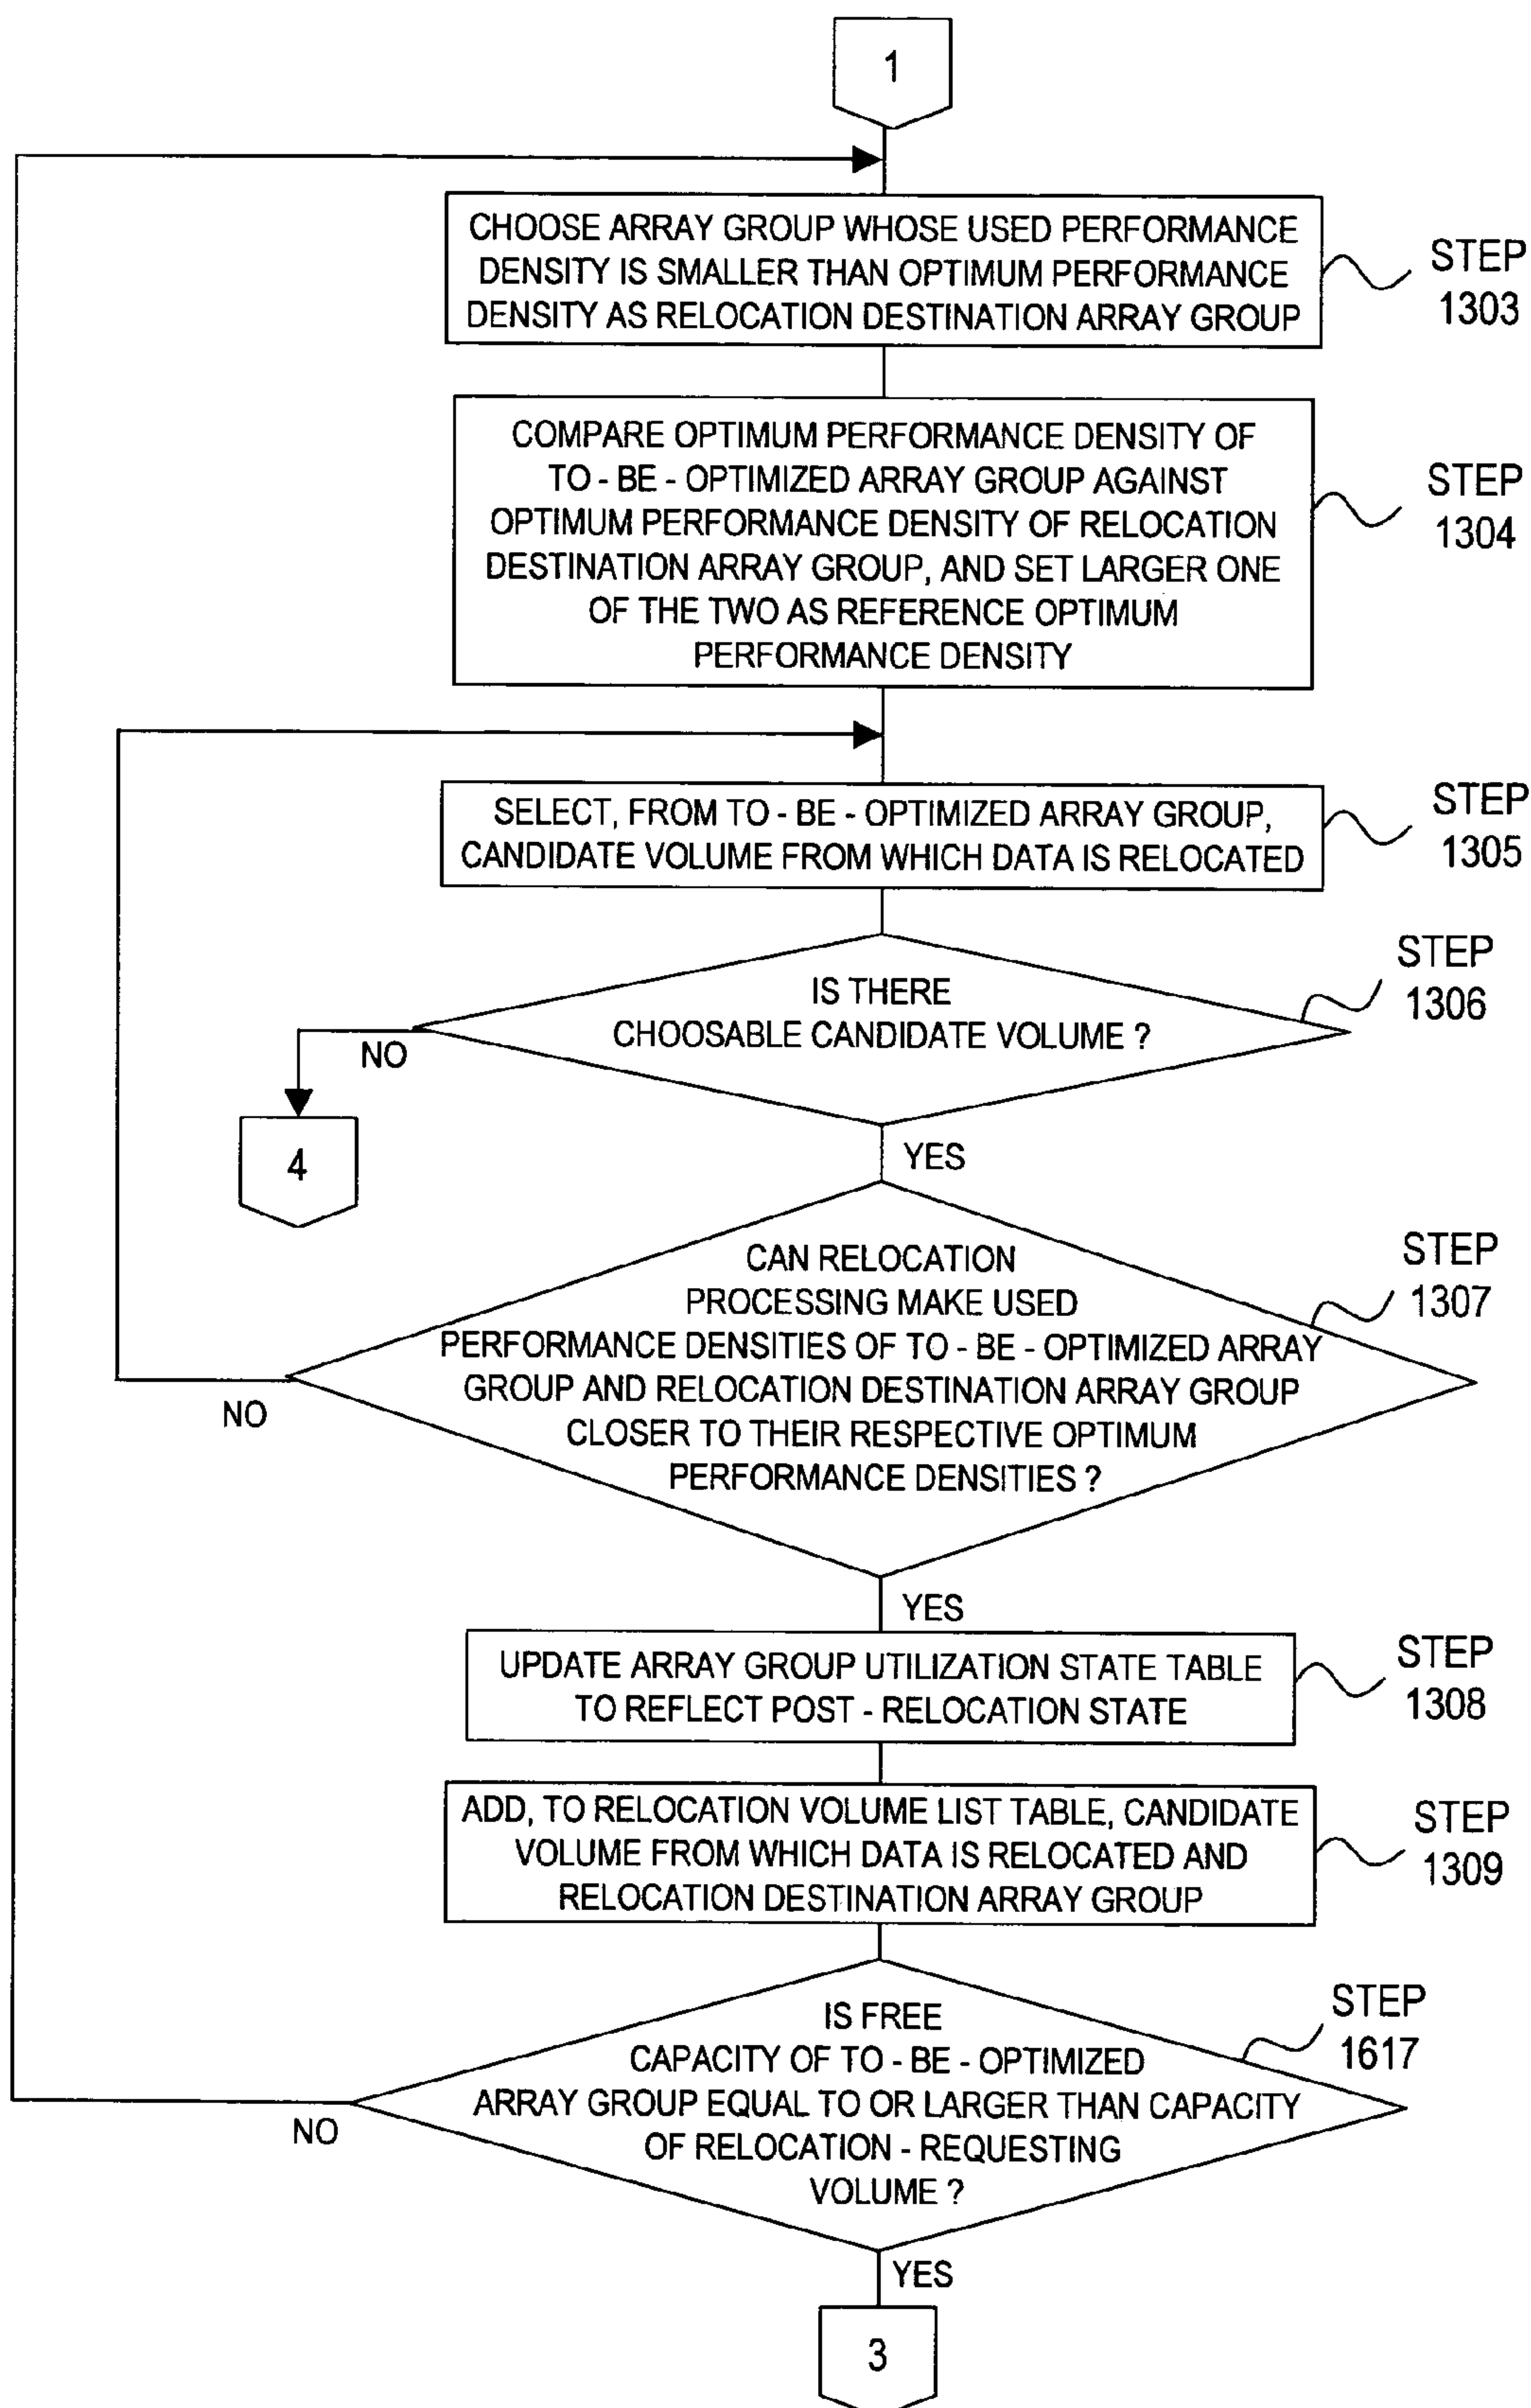 1
CHOOSE ARRAY GROUP WHOSE USED PERFORMANCE
DENSITY IS SMALLER THAN OPTIMUM PERFORMANCE
DENSITY AS RELOCATION DESTINATION ARRAY GROUP
STEP
1303
COMPARE OPTIMUM PERFORMANCE DENSITY OF
TO - BE - OPTIMIZED ARRAY GROUP AGAINST
OPTIMUM PERFORMANCE DENSITY OF RELOCATION
DESTINATION ARRAY GROUP, AND SET LARGER ONE
OF THE TWO AS REFERENCE OPTIMUM
PERFORMANCE DENSITY
STEP
1304
SELECT, FROM TO - BE - OPTIMIZED ARRAY GROUP,
CANDIDATE VOLUME FROM WHICH DATA IS RELOCATED
STEP
1305
IS THERE
CHOOSABLE CANDIDATE VOLUME ?
STEP
1306
NO
4
YES
CAN RELOCATION
PROCESSING MAKE USED
PERFORMANCE DENSITIES OF TO - BE - OPTIMIZED ARRAY
GROUP AND RELOCATION DESTINATION ARRAY GROUP
CLOSER TO THEIR RESPECTIVE OPTIMUM
PERFORMANCE DENSITIES ?
STEP
1307
NO
YES
UPDATE ARRAY GROUP UTILIZATION STATE TABLE
TO REFLECT POST - RELOCATION STATE
STEP
1308
ADD, TO RELOCATION VOLUME LIST TABLE, CANDIDATE
VOLUME FROM WHICH DATA IS RELOCATED AND
RELOCATION DESTINATION ARRAY GROUP
STEP
1309
IS FREE
CAPACITY OF TO - BE - OPTIMIZED
ARRAY GROUP EQUAL TO OR LARGER THAN CAPACITY
OF RELOCATION - REQUESTING
VOLUME ?
STEP
1617
NO
YES
3